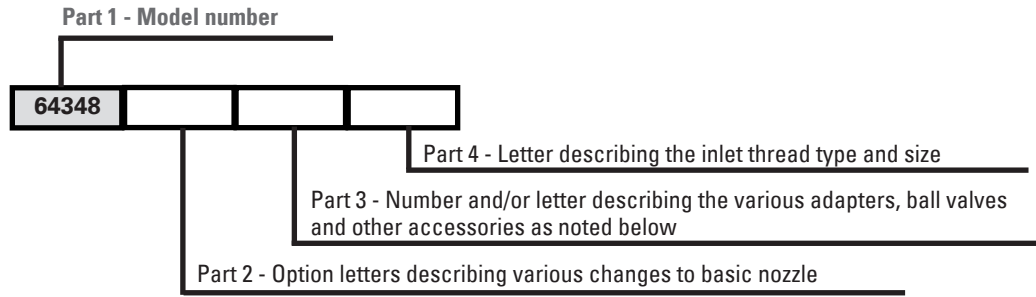 Part 1 - Model number
64348
Part 4 - Letter describing the inlet thread type and size
Part 3 - Number and/or letter describing the various adapters, ball valves
and other accessories as noted below
Part 2 - Option letters describing various changes to basic nozzle